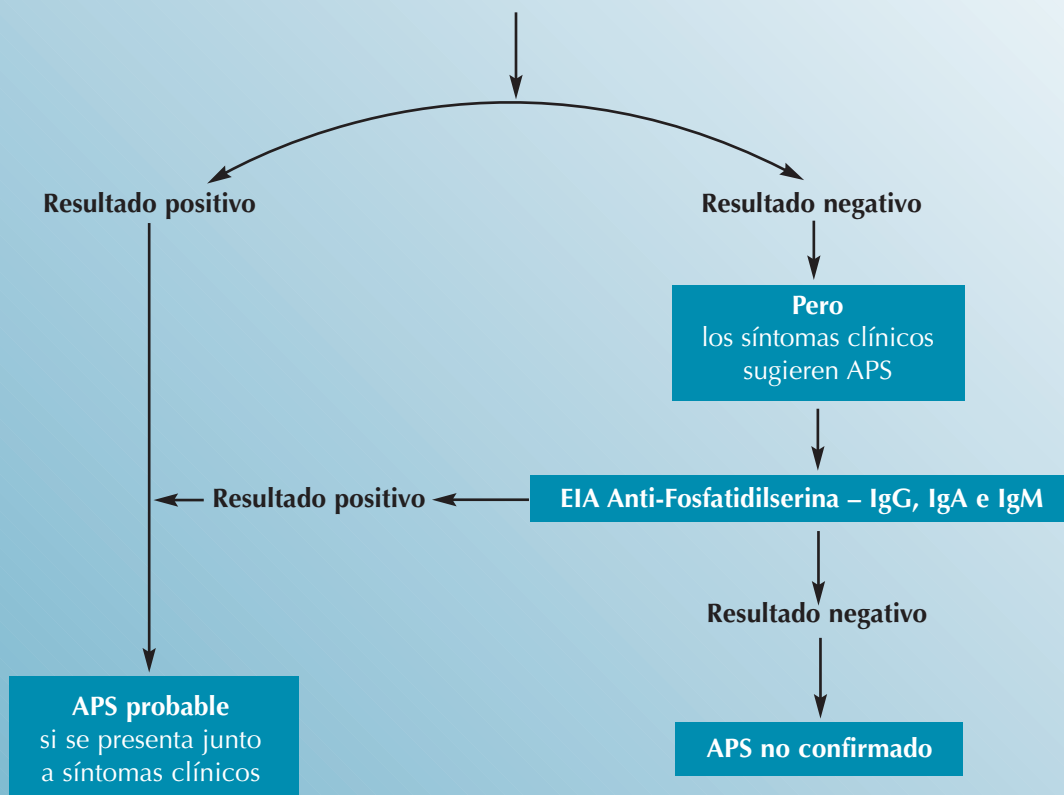 Resultado positivo
Resultado negativo
Pero
los síntomas clínicos
sugieren APS
Resultado positivo
EIA Anti-Fosfatidilserina – IgG, IgA e IgM
Resultado negativo
APS probable
si se presenta junto
a síntomas clínicos
APS no confirmado